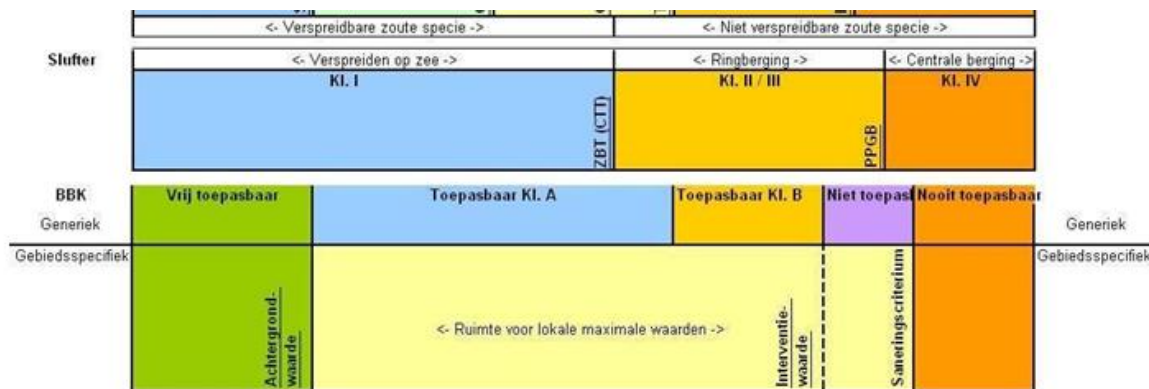 <- Verspreidbare zoute specie -> <- Niet verspreidbare zoute specie ->
Slufter <- Verspreiden op zee -> <- Ringberging -> <- Centrale berging ->
Kl. I Kl. II / III Kl. IV
ZBT (CTT) PPGB
BBK Vrij toepasbaar Toepasbaar Kl. A Toepasbaar Kl. B Niet toepasl Nooit toepasbaar
Generiek Generiek
Gebiedsspecifiek Gebiedsspecifiek
Achtergrond-
waarde
<- Ruimte voor lokale maximale waarden ->
Interventie-
waarde
Saneringscriterium